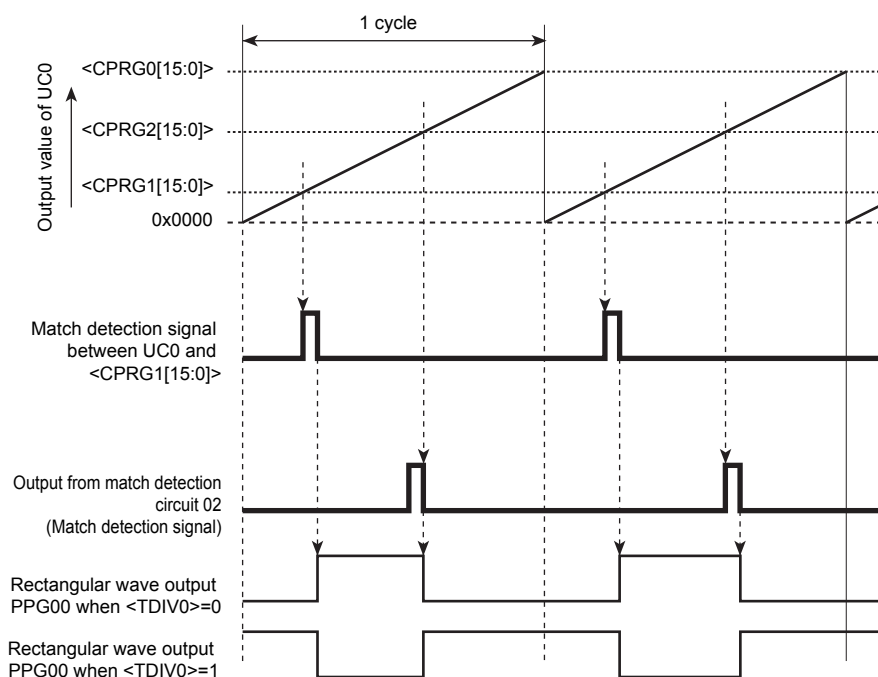 1 cycle
Output value of UC0
<CPRG0[15:0]>
<CPRG2[15:0]>
<CPRG1[15:0]>
0x0000
Match detection signal
between UC0 and
<CPRG1[15:0]>
Output from match detection
circuit 02
(Match detection signal)
Rectangular wave output
PPG00 when <TDIV0>=0
Rectangular wave output
PPG00 when <TDIV0>=1